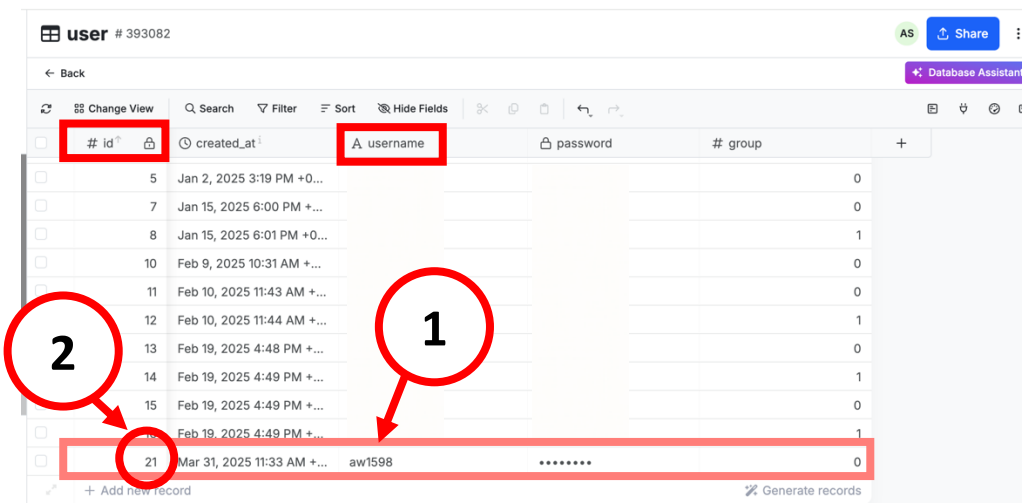 user # 393082 AS Share
Back Database Assistant
Change View Search Filter Sort Hide Fields
# id created_at i A username password # group +
5 Jan 2, 2025 3:19 PM +0... 0
7 Jan 15, 2025 6:00 PM +... 0
8 Jan 15, 2025 6:01 PM +0... 1
10 Feb 9, 2025 10:31 AM +... 0
11 Feb 10, 2025 11:43 AM +... 0
12 Feb 10, 2025 11:44 AM +... 1
1
2
13 Feb 19, 2025 4:48 PM +... 0
14 Feb 19, 2025 4:49 PM +... 1
15 Feb 19, 2025 4:49 PM +... 0
Feb 19, 2025 4:49 PM +... 1
21 Mar 31, 2025 11:33 AM +... aw1598 •••••••• 0
+ Add new record Generate records